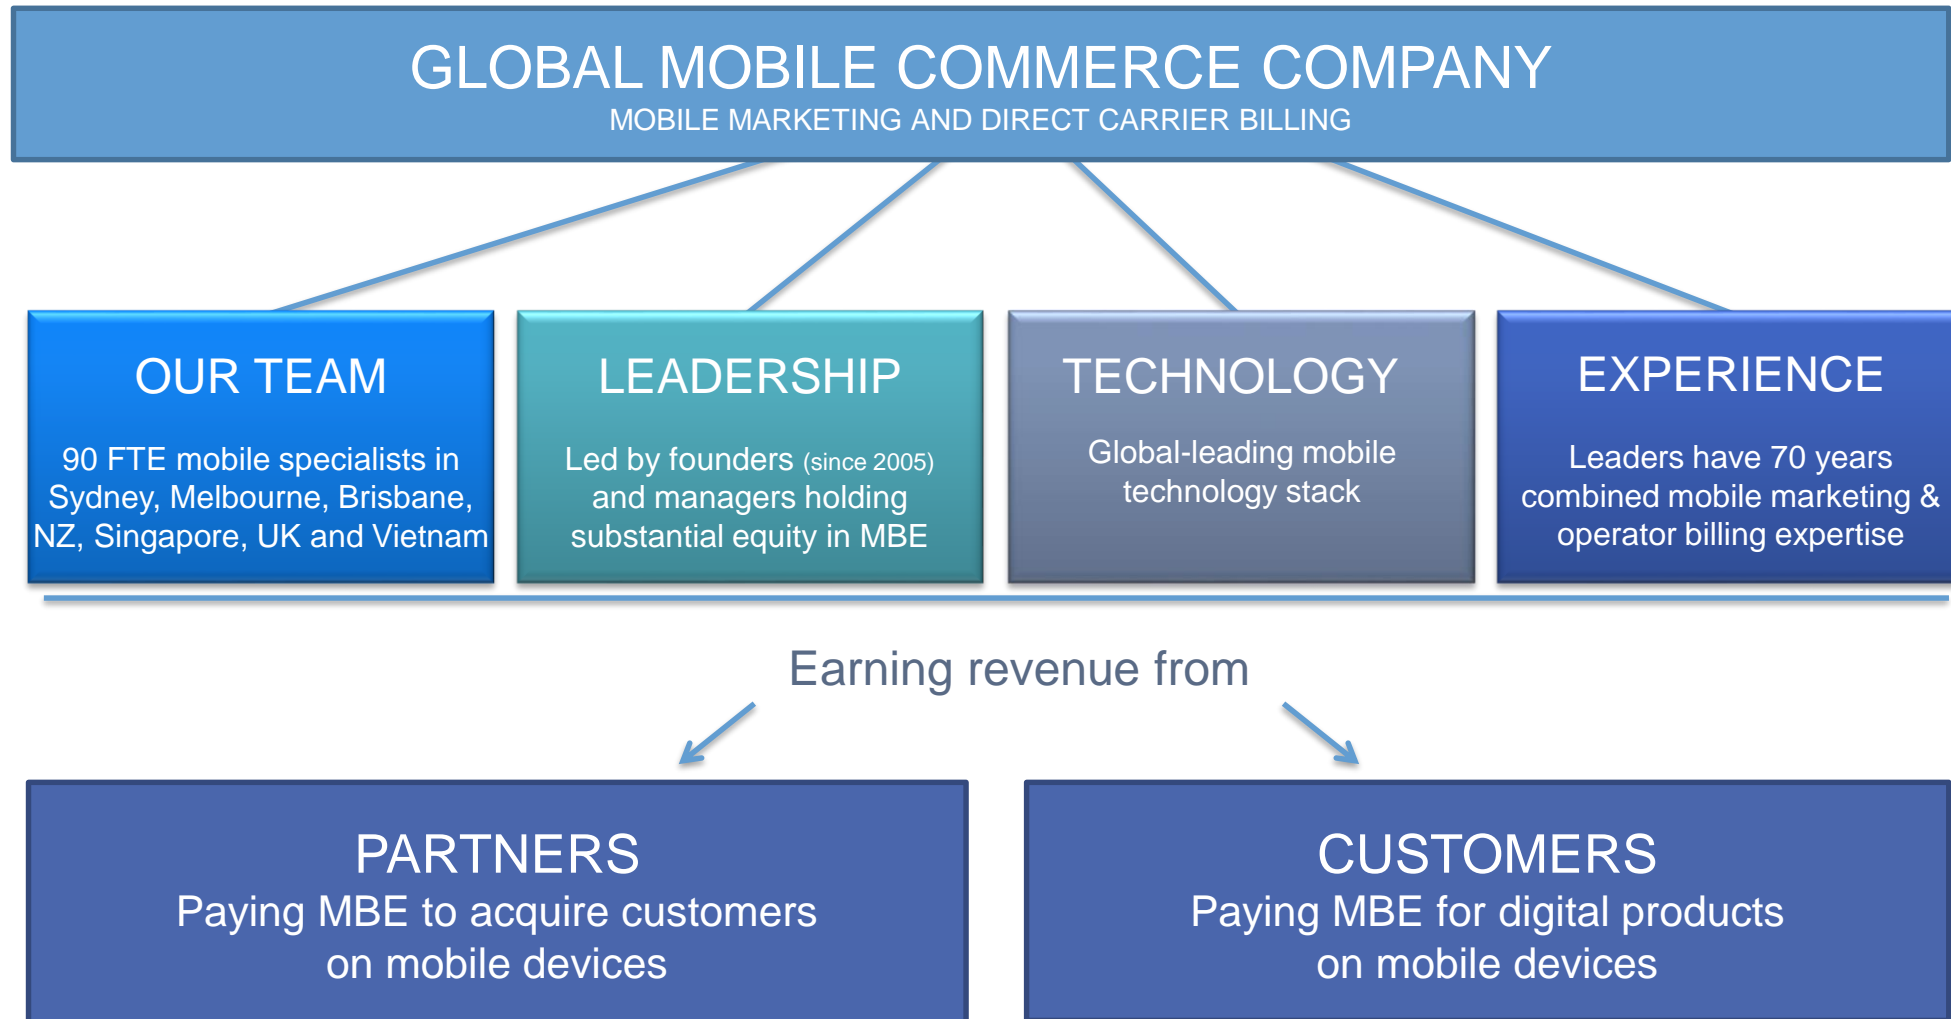 GLOBAL MOBILE COMMERCE COMPANY
MOBILE MARKETING AND DIRECT CARRIER BILLING
OUR TEAM
90 FTE mobile specialists in
Sydney, Melbourne, Brisbane,
NZ, Singapore, UK and Vietnam
LEADERSHIP
Led by founders (since 2005)
and managers holding
substantial equity in MBE
TECHNOLOGY
Global-leading mobile
technology stack
EXPERIENCE
Leaders have 70 years
combined mobile marketing &
operator billing expertise
Earning revenue from
PARTNERS
Paying MBE to acquire customers
on mobile devices
CUSTOMERS
Paying MBE for digital products
on mobile devices